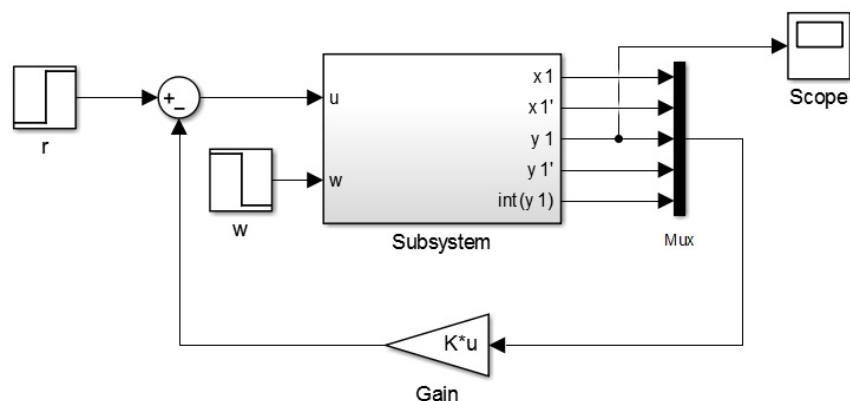 x 1
x 1'
y 1
y 1'
int(y 1)
u
w
Subsystem
r
w
Mux
Scope
K*u
Gain
+
_